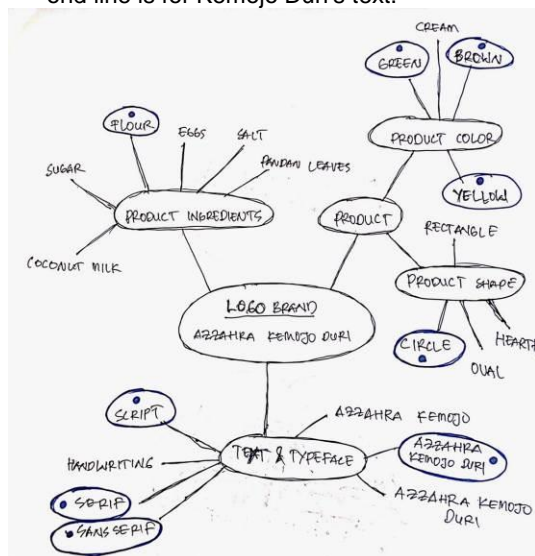 end line is for Kemojo Duri's text.
CREAM
GREEN
BROWN
PRODUCT COLOR
YELLOW
FLOUR
EGGS
SALT
PANDAN LEAVES
SUGAR
PRODUCT INGREDIENTS
COCONUT MILK
PRODUCT
RECTANGLE
PRODUCT SHAPE
HEART
CIRCLE
OVAL
LOGO BRAND
AZZAHRA KEMOJO DURI
SCRIPT
HANDWRITING
SERIF
SANS SERIF
TEXT & TYPEFACE
AZZAHRA KEMOJO
AZZAHRA
KEMOJO DURI
AZZAHRA KEMOJO
DURI